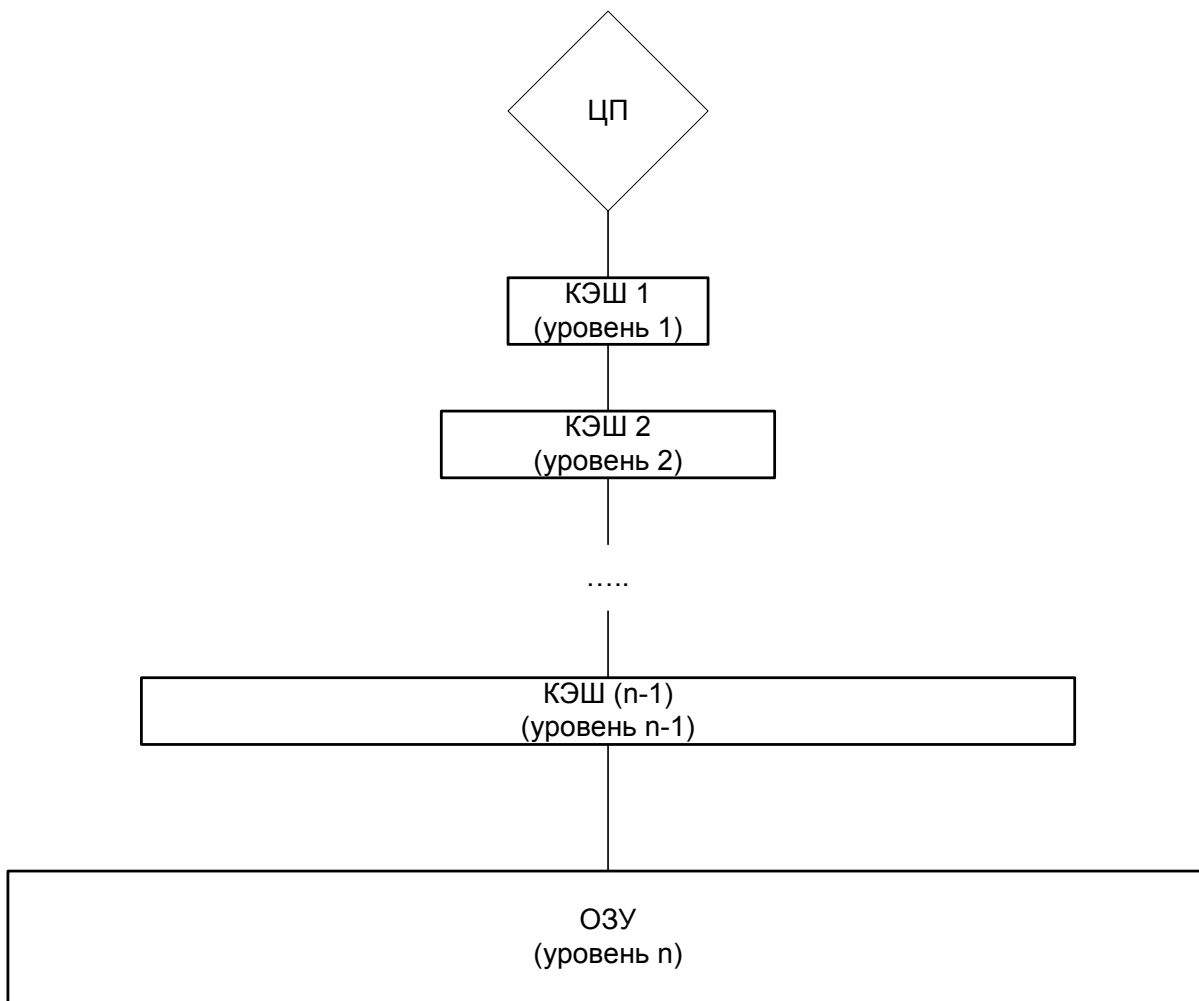 ЦП
КЭШ 1
(уровень 1)
КЭШ 2
(уровень 2)
.....
КЭШ (n-1)
(уровень n-1)
ОЗУ
(уровень n)